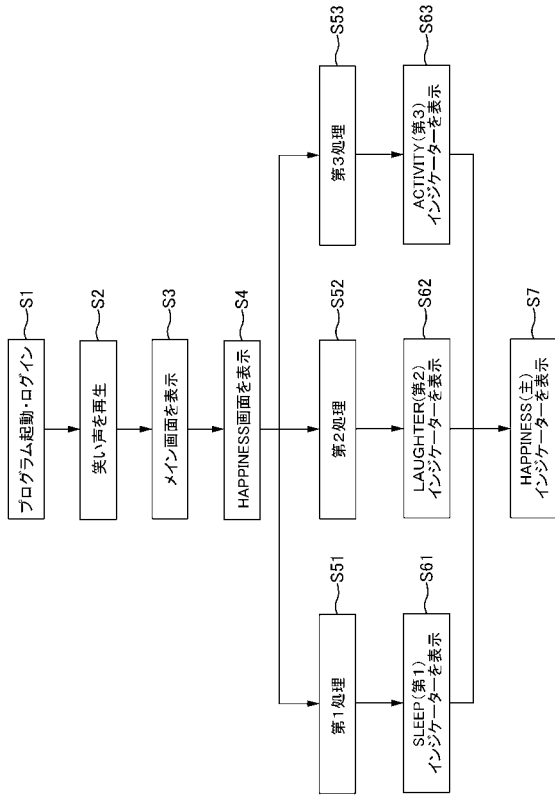 プログラム起動・ログイン
S1
笑い声を再生
S2
メイン画面を表示
S3
HAPPINESS画面を表示
S4
第1処理
S51
第2処理
S52
第3処理
S53
SLEEP(第1)
インジケーターを表示
S61
LAUGHTER(第2)
インジケーターを表示
S62
ACTIVITY(第3)
インジケーターを表示
S63
HAPPINESS(主)
インジケーターを表示
S7